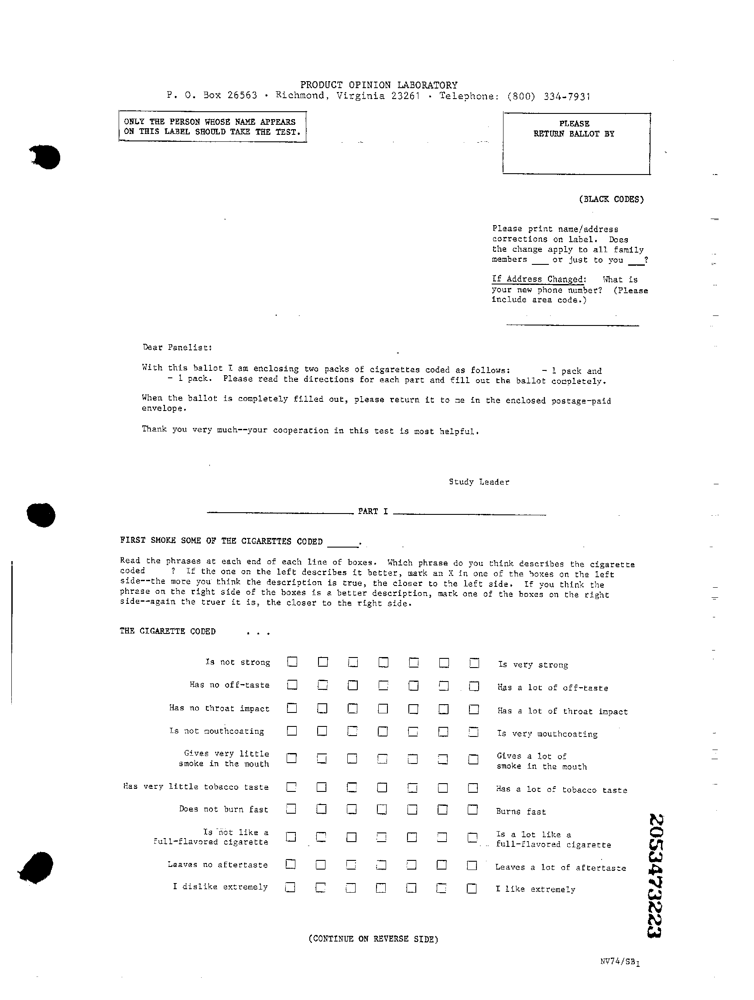 PRODUCT OPINION LABORATORY
P. O. Box 26563 · Richmond, Virginia 23261 · Telephone: (800) 334-7931
ONLY THE PERSON WHOSE NAME APPEARS
ON THIS LABEL SHOULD TAKE THE TEST.
PLEASE
RETURN BALLOT BY
(BLACK CODES)
Please print name/address
corrections on label. Does
the change apply to all family
members ___ or just to you ___?
If Address Changed: What is
your new phone number? (Please
include area code.)
Dear Panelist:
With this ballot I am enclosing two packs of cigarettes coded as follows: - 1 pack and
- 1 pack. Please read the directions for each part and fill out the ballot completely.
When the ballot is completely filled out, please return it to me in the enclosed postage-paid
envelope.
Thank you very much--your cooperation in this test is most helpful.
Study Leader
PART I
FIRST SMOKE SOME OF THE CIGARETTES CODED ______.
Read the phrases at each end of each line of boxes. Which phrase do you think describes the cigarette
coded ? If the one on the left describes it better, mark an X in one of the boxes on the left
side--the more you think the description is true, the closer to the left side. If you think the
phrase on the right side of the boxes is a better description, mark one of the boxes on the right
side--again the truer it is, the closer to the right side.
THE CIGARETTE CODED . . .
Is not strong □ □ □ □ □ □ □ Is very strong
Has no off-taste □ □ □ □ □ □ □ Has a lot of off-taste
Has no throat impact □ □ □ □ □ □ □ Has a lot of throat impact
Is not mouthcoating □ □ □ □ □ □ □ Is very mouthcoating
Gives very little □ □ □ □ □ □ □ Gives a lot of
smoke in the mouth smoke in the mouth
Has very little tobacco taste □ □ □ □ □ □ □ Has a lot of tobacco taste
Does not burn fast □ □ □ □ □ □ □ Burns fast
Is not like a □ □ □ □ □ □ □ Is a lot like a
full-flavored cigarette full-flavored cigarette
Leaves no aftertaste □ □ □ □ □ □ □ Leaves a lot of aftertaste
I dislike extremely □ □ □ □ □ □ □ I like extremely
(CONTINUE ON REVERSE SIDE)
NV74/SB1
2053473223